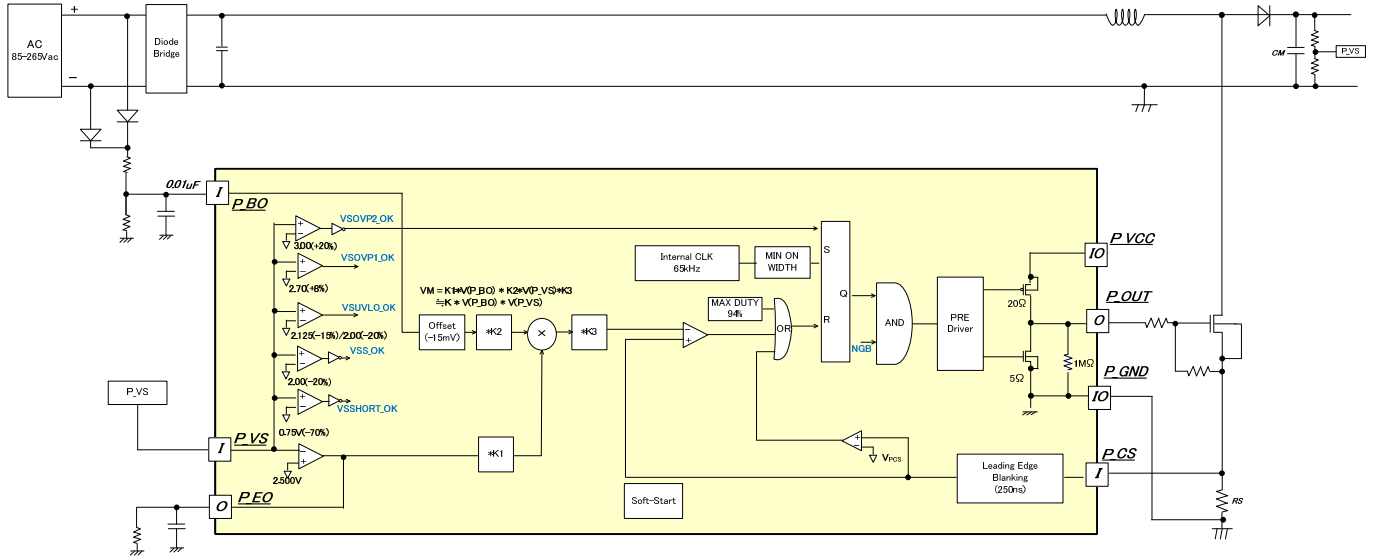 +
AC
85-265Vac
−
Diode
Bridge
CM
P_VS
0.01uF
I
P_BO
VSOVP2_OK
3.00(+20%)
VSOVP1_OK
2.70(+8%)
VSUVLO_OK
2.125(-15%)/2.00(-20%)
VSS_OK
2.00(-20%)
VSSHORT_OK
0.75V(-70%)
VM = K1*V(P_BO) * K2*V(P_VS)*K3
≒K * V(P_BO) * V(P_VS)
Offset
(-15mV)
*K2
×
*K3
Internal CLK
65kHz
MIN ON
WIDTH
MAX DUTY
94%
OR
S
Q
R
NGB
AND
PRE
Driver
20Ω
5Ω
1MΩ
P_VCC
IO
P_OUT
O
P_GND
IO
P_CS
I
RS
P_VS
I
P_VS
2.500V
*K1
VPCS
Leading Edge
Blanking
(250ns)
Soft-Start
P_EO
O